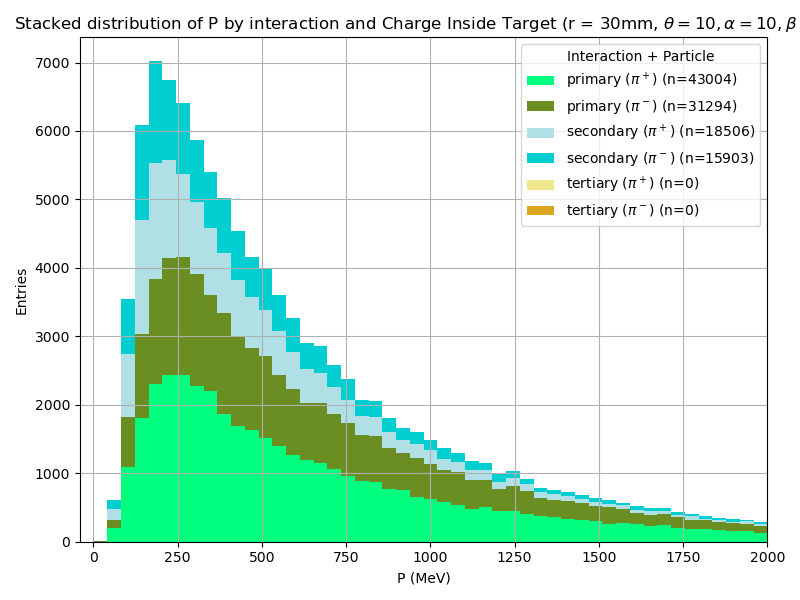 Stacked distribution of P by interaction and Charge Inside Target (r = 30mm, θ = 10, α = 10, β
Interaction + Particle
primary (π⁺) (n=43004)
primary (π⁻) (n=31294)
secondary (π⁺) (n=18506)
secondary (π⁻) (n=15903)
tertiary (π⁺) (n=0)
tertiary (π⁻) (n=0)
Entries
7000
6000
5000
4000
3000
2000
1000
0
0 250 500 750 1000 1250 1500 1750 2000
P (MeV)